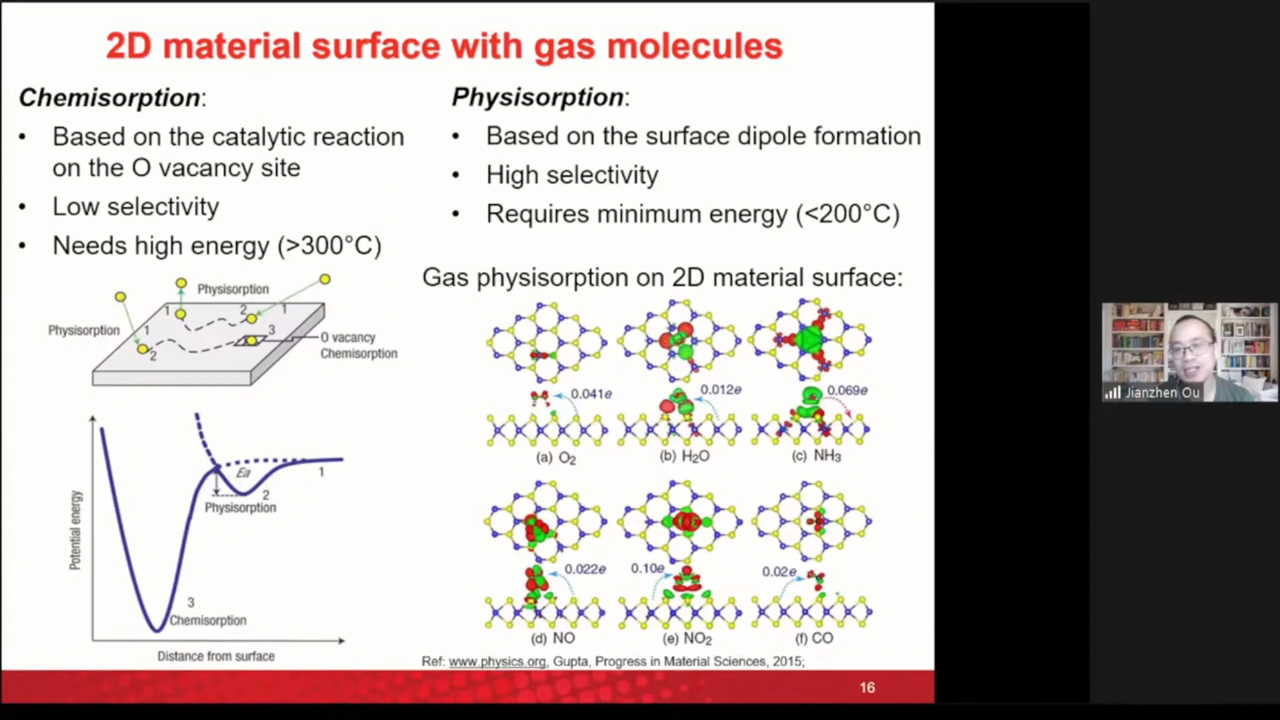 2D material surface with gas molecules
Chemisorption:
• Based on the catalytic reaction
on the O vacancy site
• Low selectivity
• Needs high energy (>300°C)
Physisorption:
• Based on the surface dipole formation
• High selectivity
• Requires minimum energy (<200°C)
Gas physisorption on 2D material surface:
Physisorption
1
2
1
Physisorption
1
2
3
O vacancy
Chemisorption
Potential energy
Ea
1
2
Physisorption
3
Chemisorption
Distance from surface
0.041e
0.012e
0.069e
(a) O₂
(b) H₂O
(c) NH₃
0.022e
0.10e
0.02e
(d) NO
(e) NO₂
(f) CO
Ref: www.physics.org, Gupta, Progress in Material Sciences, 2015;
16
Jianzhen Ou